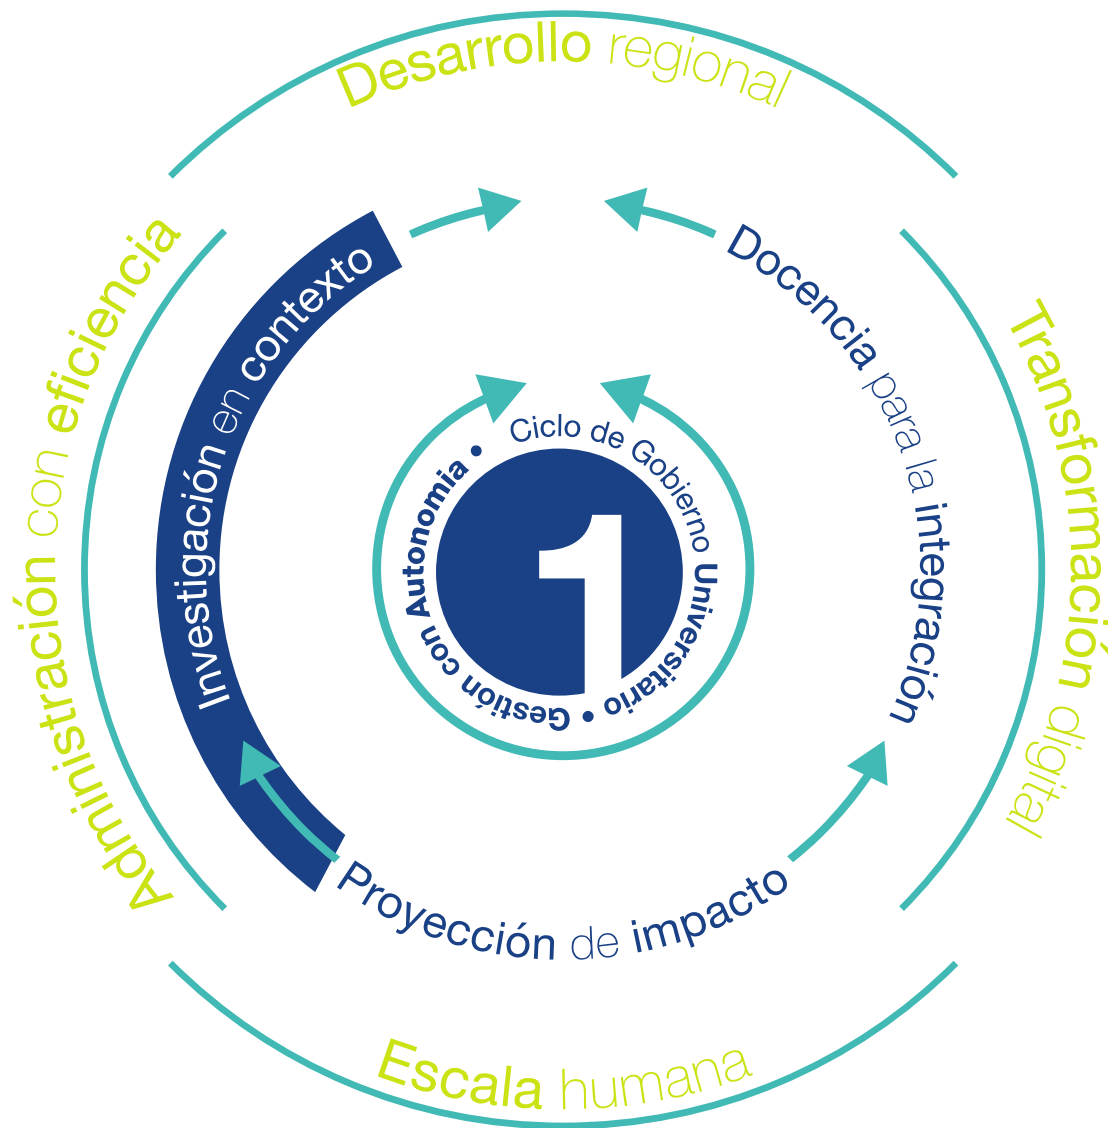 Desarrollo regional
Administración con eficiencia
Transformación digital
Escala humana
Investigación en contexto
Docencia para la integración
Proyección de impacto
Ciclo de Gobierno Universitario • Gestión con Autonomia •
1